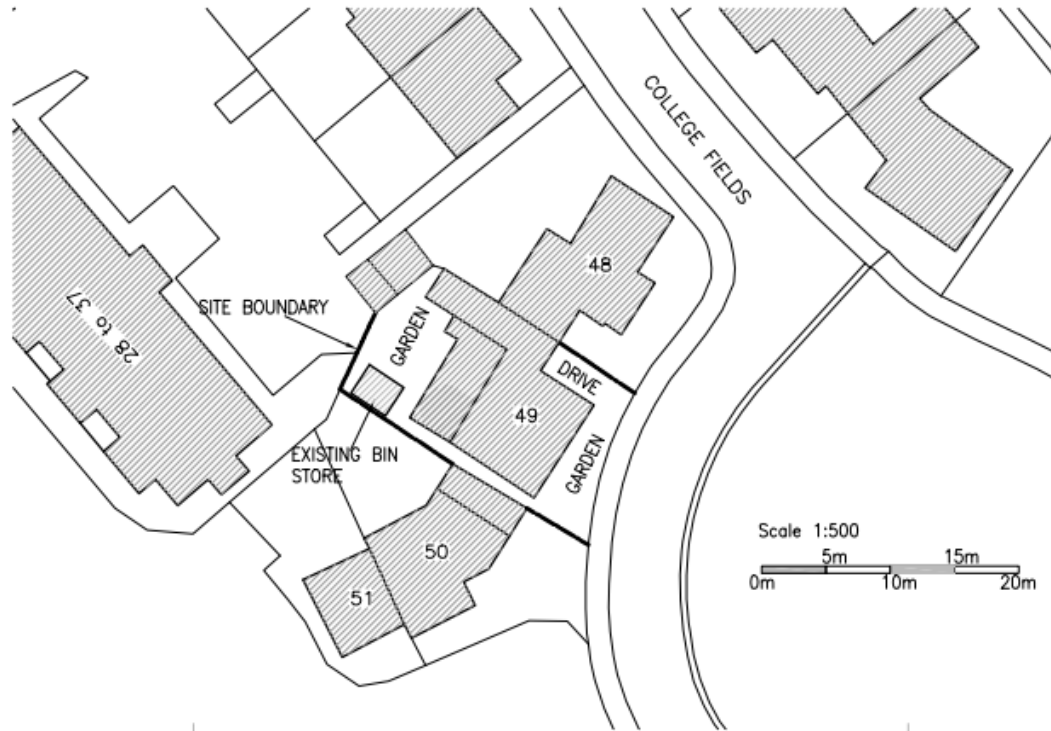 COLLEGE FIELDS
48
28 to 37
SITE BOUNDARY
GARDEN
DRIVE
49
EXISTING BIN
STORE
GARDEN
Scale 1:500
5m
15m
0m
10m
20m
50
51